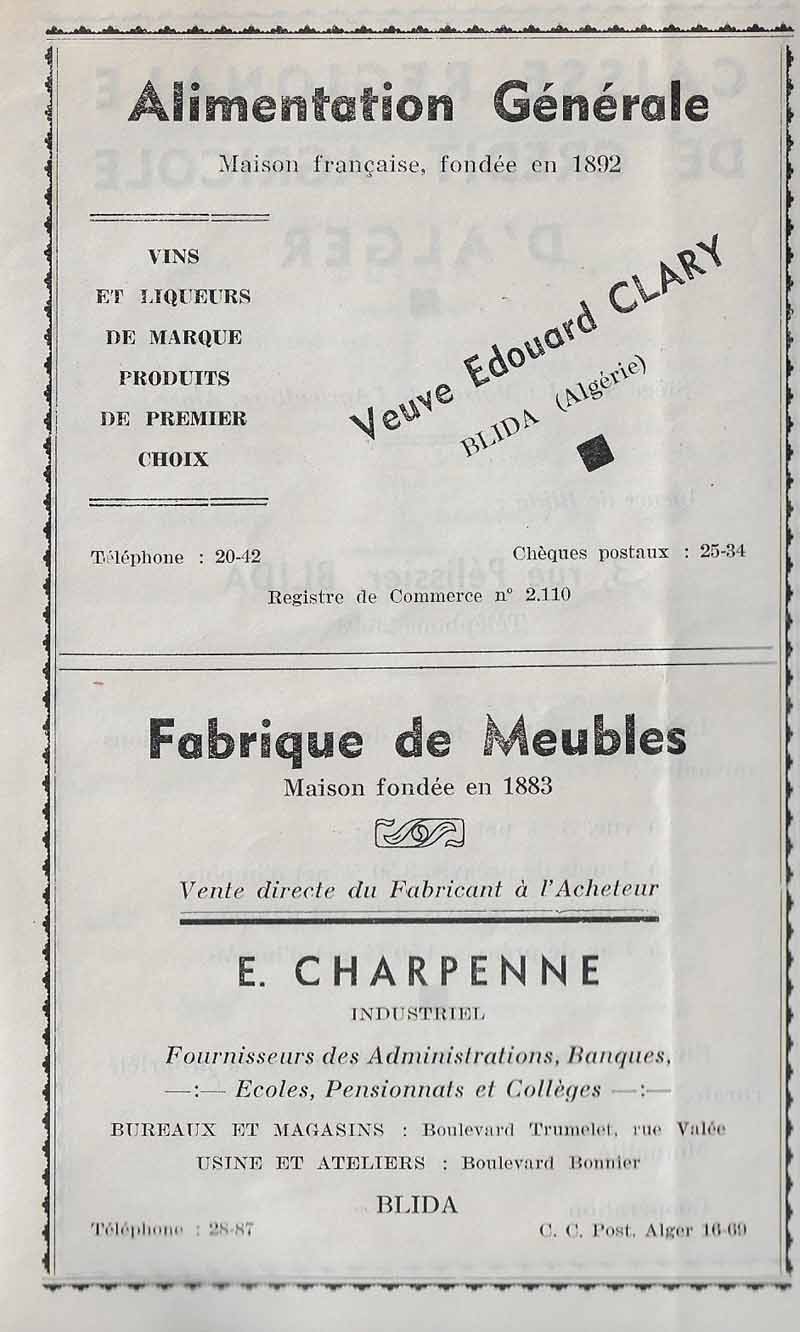 Alimentation Générale
Maison française, fondée en 1892
VINS
ET LIQUEURS
DE MARQUE
PRODUITS
DE PREMIER
CHOIX
Veuve Edouard CLARY
BLIDA (Algérie)
Téléphone : 20-42
Chèques postaux : 25-34
Registre de Commerce n° 2.110
Fabrique de Meubles
Maison fondée en 1883
Vente directe du Fabricant à l'Acheteur
E. CHARPENNE
INDUSTRIEL
Fournisseurs des Administrations, Banques,
—:— Ecoles, Pensionnats et Collèges —:—
BUREAUX ET MAGASINS : Boulevard Trumelet, rue Valée
USINE ET ATELIERS : Boulevard Bonnier
BLIDA
Téléphone : 28-87
C. C. Post. Alger 16-69